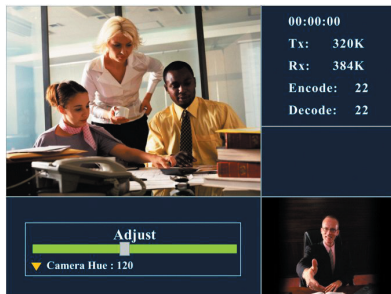 00:00:00
Tx: 320K
Rx: 384K
Encode: 22
Decode: 22
Adjust
Camera Hue : 120